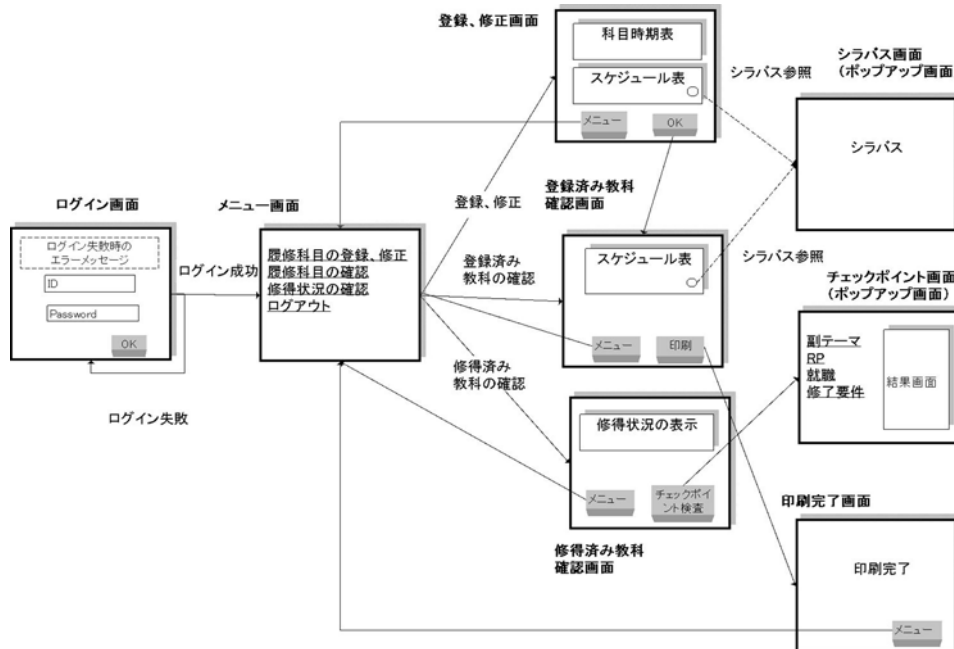 登録、修正画面
科目時期表
スケジュール表
メニュー
OK
シラバス参照
シラバス画面
(ポップアップ画面
シラバス
ログイン画面
ログイン失敗時の
エラーメッセージ
ID
Password
OK
ログイン成功
ログイン失敗
メニュー画面
履修科目の登録、修正
履修科目の確認
修得状況の確認
ログアウト
登録、修正
登録済み
教科の確認
修得済み
教科の確認
登録済み教科
確認画面
スケジュール表
メニュー
印刷
シラバス参照
チェックポイント画面
(ポップアップ画面)
副テーマ
RP
就職
修了要件
結果画面
修得状況の表示
メニュー
チェックポイ
ント検査
修得済み教科
確認画面
印刷完了画面
印刷完了
メニュー